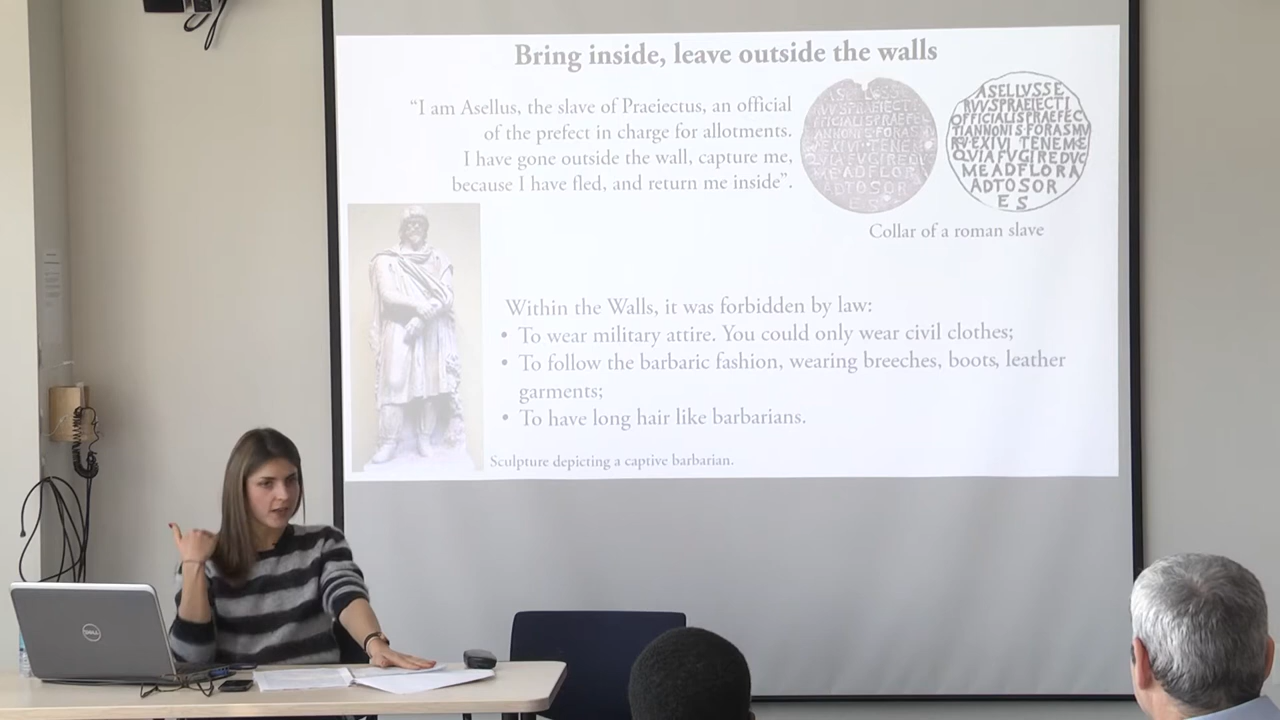 Bring inside, leave outside the walls
“I am Asellus, the slave of Praeiectus, an official
of the prefect in charge for allotments.
I have gone outside the wall, capture me,
because I have fled, and return me inside”.
ASELLVSSE
RVVSPRAEIECTI
OFFICIALISPRAEFEC
TIANNONISFORASMV
RVEXIVI TENEME
QVIAFVGIREDVC
MEADFLORA
ADTOSOR
ES
Collar of a roman slave
Within the Walls, it was forbidden by law:
• To wear military attire. You could only wear civil clothes;
• To follow the barbaric fashion, wearing breeches, boots, leather
garments;
• To have long hair like barbarians.
Sculpture depicting a captive barbarian.
DELL